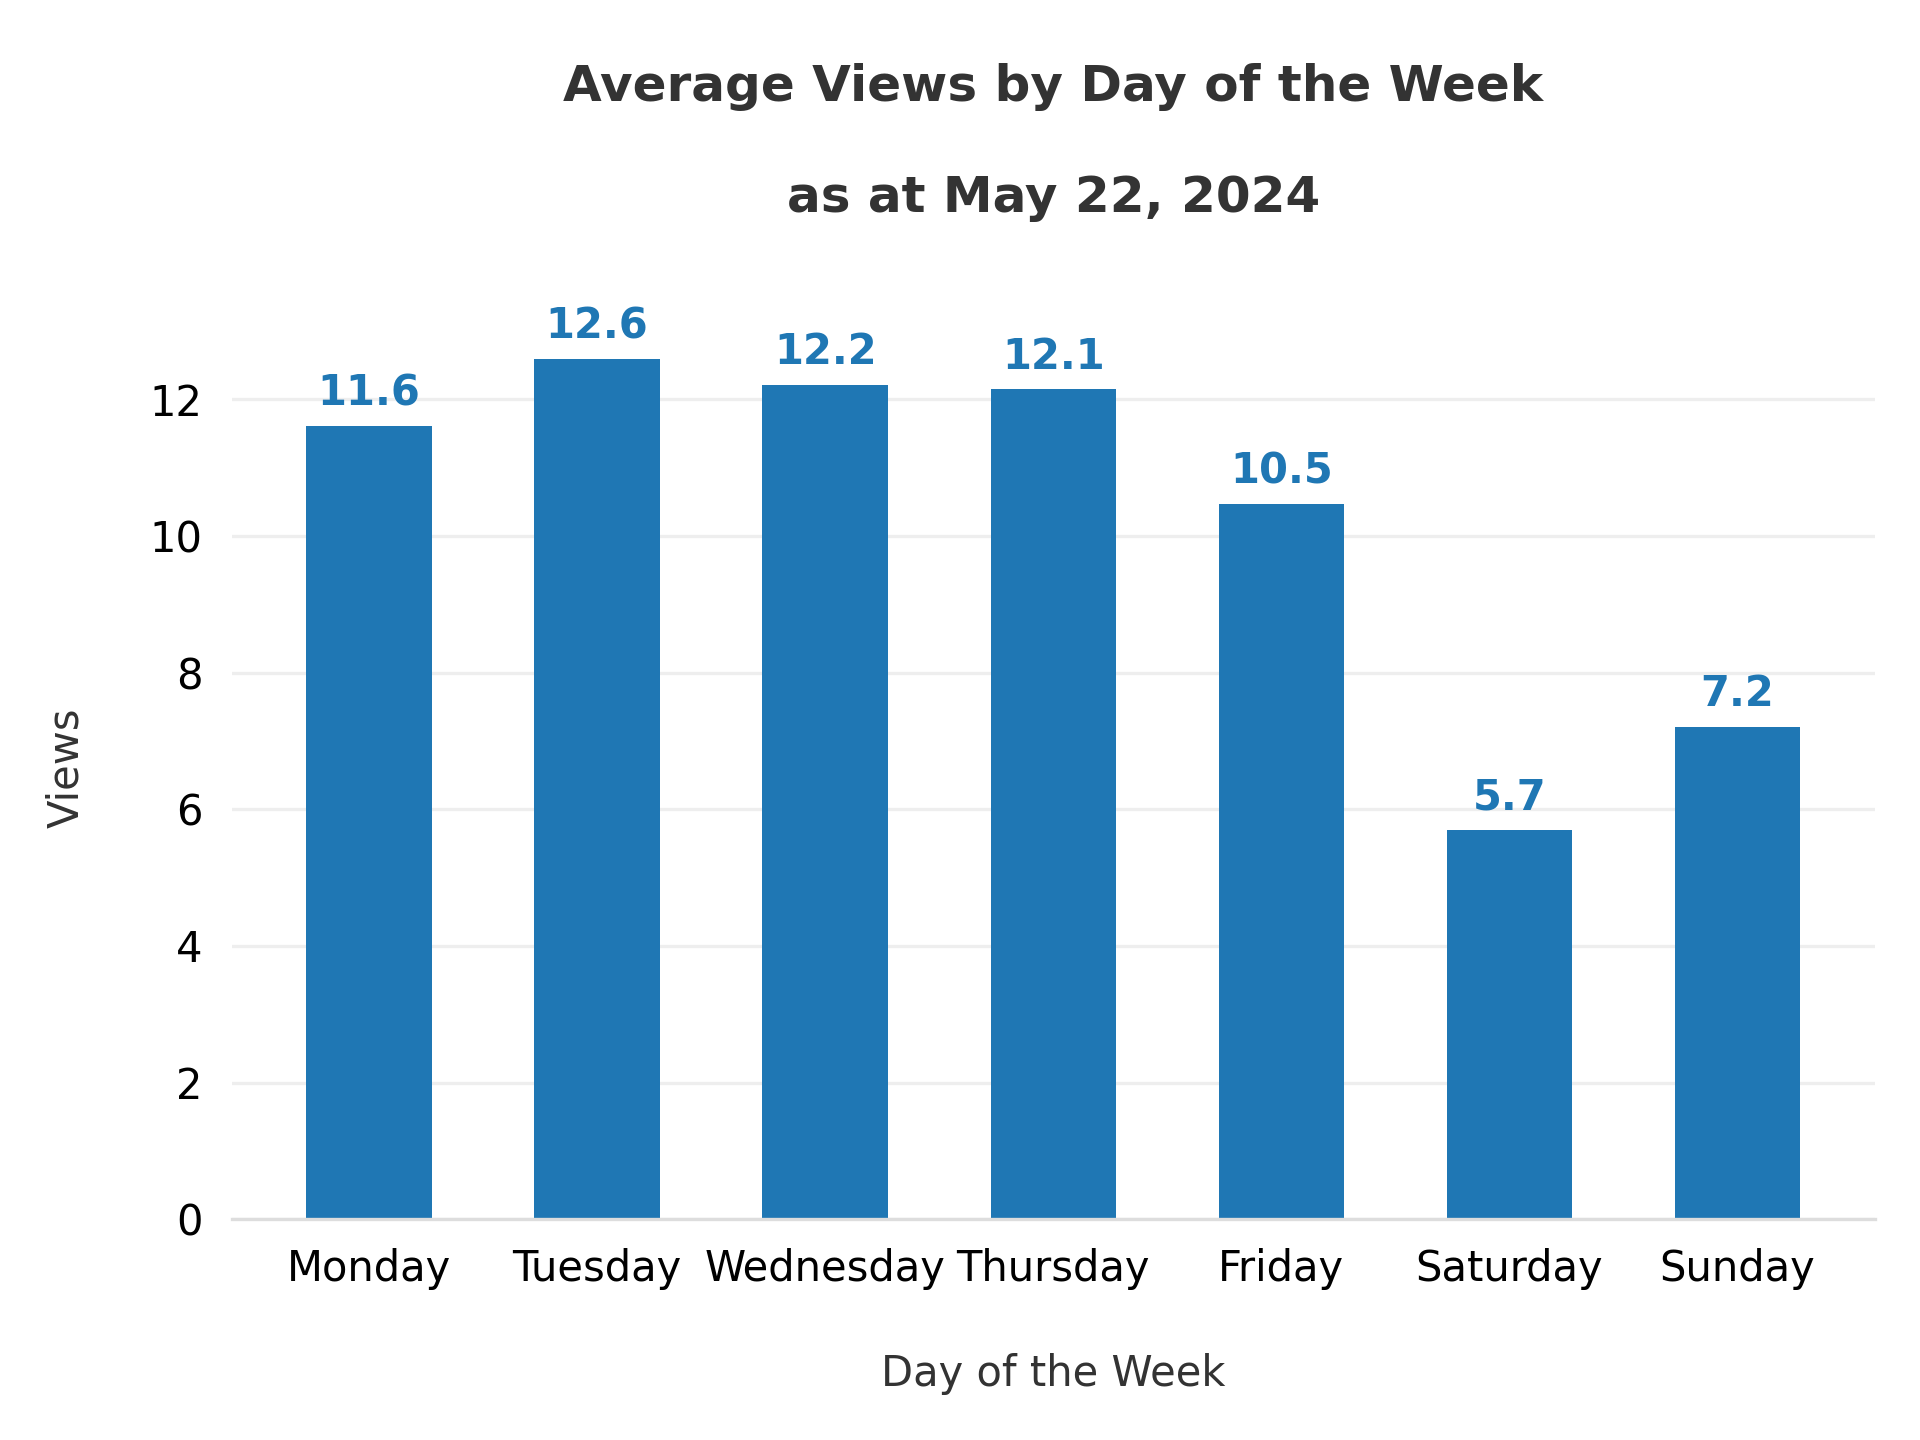 Average Views by Day of the Week
as at May 22, 2024
12.6
12.2
12.1
11.6
10.5
7.2
5.7
12
10
8
6
4
2
0
Views
Monday Tuesday Wednesday Thursday Friday Saturday Sunday
Day of the Week